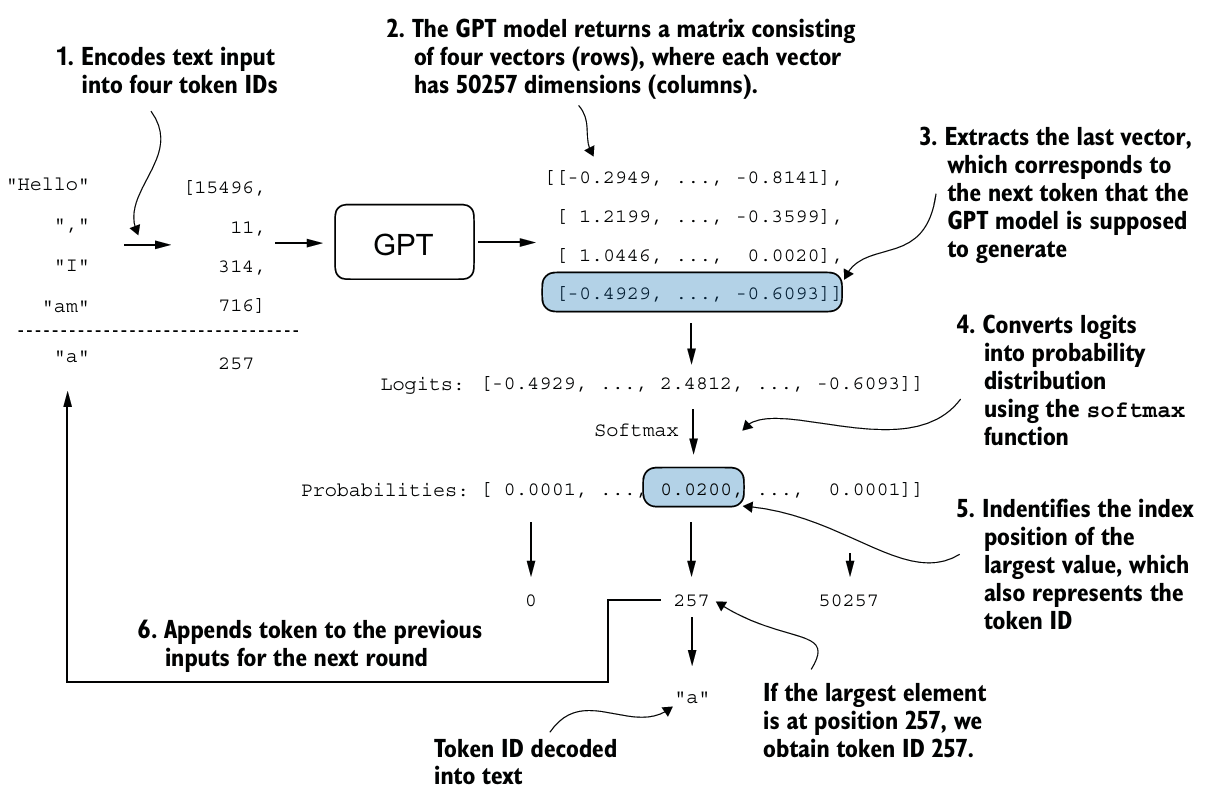 1. Encodes text input
into four token IDs
2. The GPT model returns a matrix consisting
of four vectors (rows), where each vector
has 50257 dimensions (columns).
3. Extracts the last vector,
which corresponds to
the next token that the
GPT model is supposed
to generate
"Hello"
","
"I"
"am"
"a"
[15496,
11,
314,
716]
257
GPT
[[-0.2949, ..., -0.8141],
[ 1.2199, ..., -0.3599],
[ 1.0446, ..., 0.0020],
[-0.4929, ..., -0.6093]]
4. Converts logits
into probability
distribution
using the softmax
function
Logits: [-0.4929, ..., 2.4812, ..., -0.6093]]
Softmax
Probabilities: [ 0.0001, ..., 0.0200, ..., 0.0001]]
5. Indentifies the index
position of the
largest value, which
also represents the
token ID
0
257
50257
6. Appends token to the previous
inputs for the next round
"a"
If the largest element
is at position 257, we
obtain token ID 257.
Token ID decoded
into text